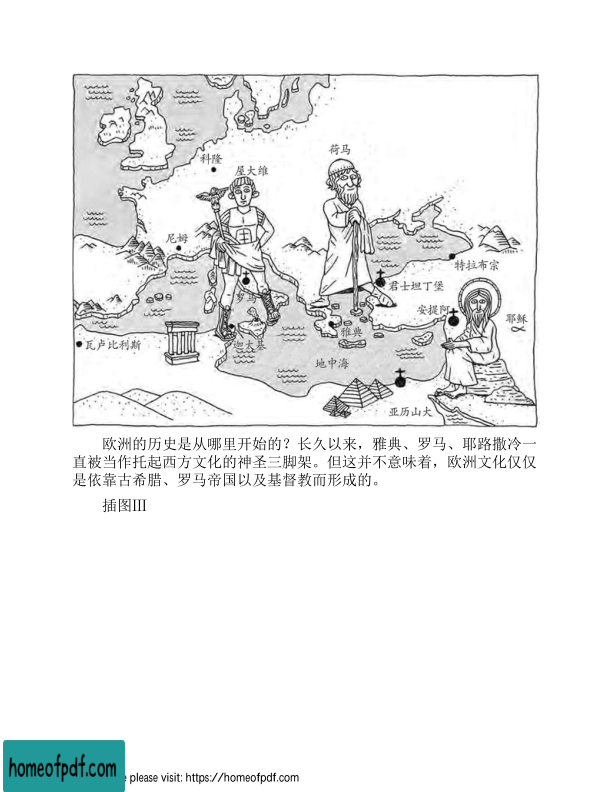 科隆
屋大维
荷马
尼姆
罗马
君士坦丁堡
特拉布宗
安提阿
耶稣
瓦卢比利斯
迦太基
雅典
地中海
亚历山大
欧洲的历史是从哪里开始的？长久以来，雅典、罗马、耶路撒冷一
直被当作托起西方文化的神圣三脚架。但这并不意味着，欧洲文化仅仅
是依靠古希腊、罗马帝国以及基督教而形成的。
插图Ⅲ
homeofpdf.com
e please visit: https://homeofpdf.com